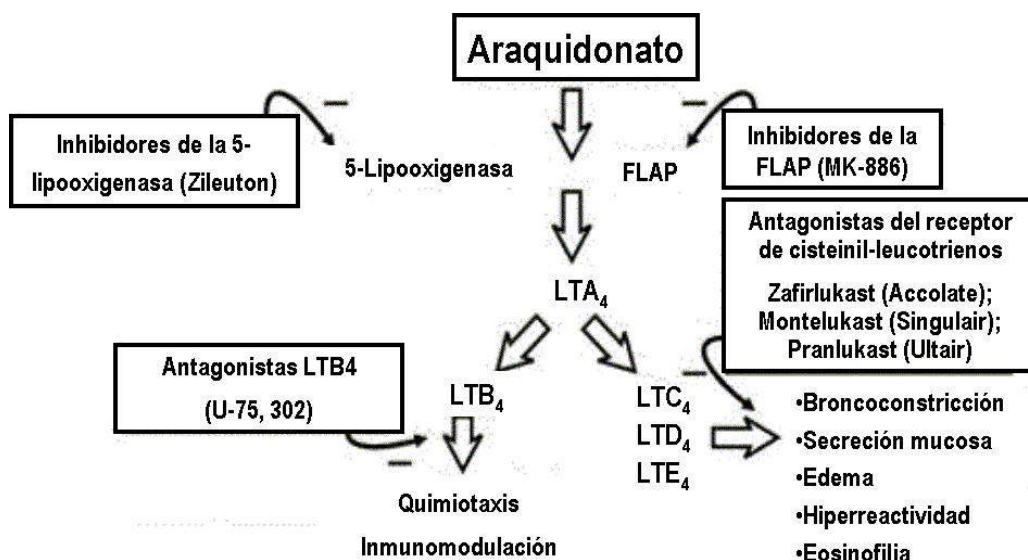 Araquidonato
Inhibidores de la 5-
lipooxigenasa (Zileuton)
5-Lipooxigenasa
FLAP
Inhibidores de la
FLAP (MK-886)
Antagonistas del receptor
de cisteinil-leucotrienos
Zafirlukast (Accolate);
Montelukast (Singulair);
Pranlukast (Ultair)
LTA4
Antagonistas LTB4
(U-75, 302)
LTB4
LTC4
LTD4
LTE4
Quimiotaxis
Inmunomodulación
•Broncoconstricción
•Secreción mucosa
•Edema
•Hiperreactividad
•Eosinofilia